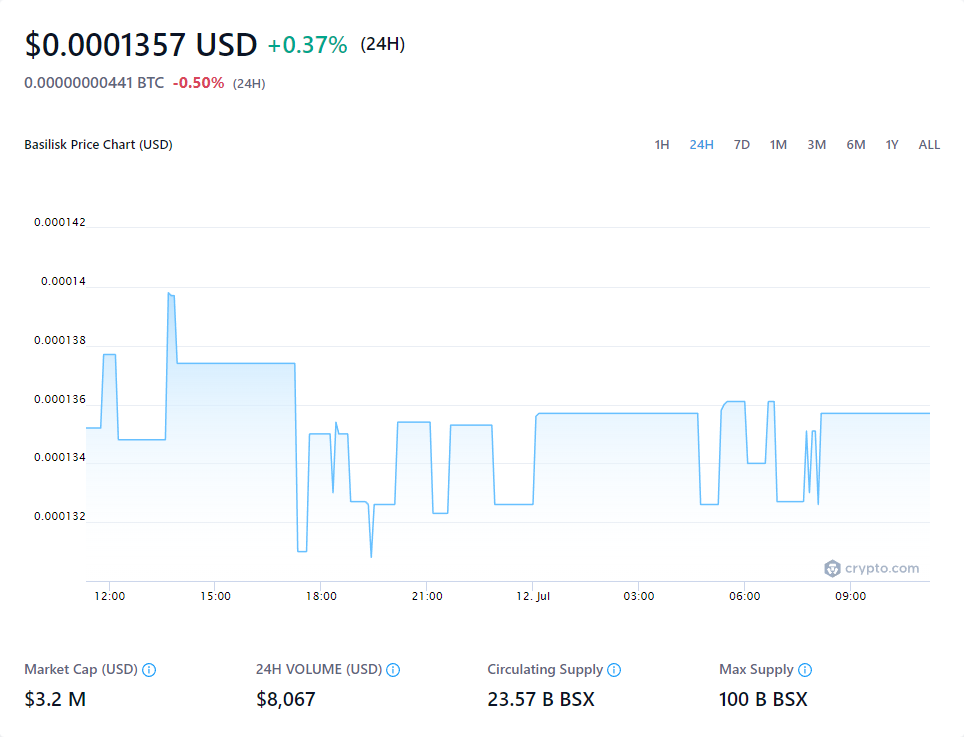 $0.0001357 USD +0.37% (24H)
0.00000000441 BTC -0.50% (24H)
Basilisk Price Chart (USD) 1H 24H 7D 1M 3M 6M 1Y ALL
0.000142
0.00014
0.000138
0.000136
0.000134
0.000132
crypto.com
12:00 15:00 18:00 21:00 12. Jul 03:00 06:00 09:00
Market Cap (USD) 24H VOLUME (USD) Circulating Supply Max Supply
$3.2 M $8,067 23.57 B BSX 100 B BSX